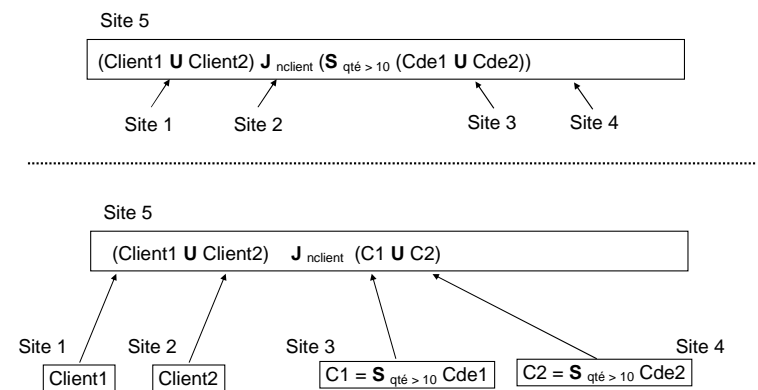 Site 5
(Client1 U Client2) J nclient (S qté > 10 (Cde1 U Cde2))
Site 1 Site 2 Site 3 Site 4
Site 5
(Client1 U Client2) J nclient (C1 U C2)
Site 1 Site 2 Site 3 Site 4
Client1 Client2 C1 = S qté > 10 Cde1 C2 = S qté > 10 Cde2